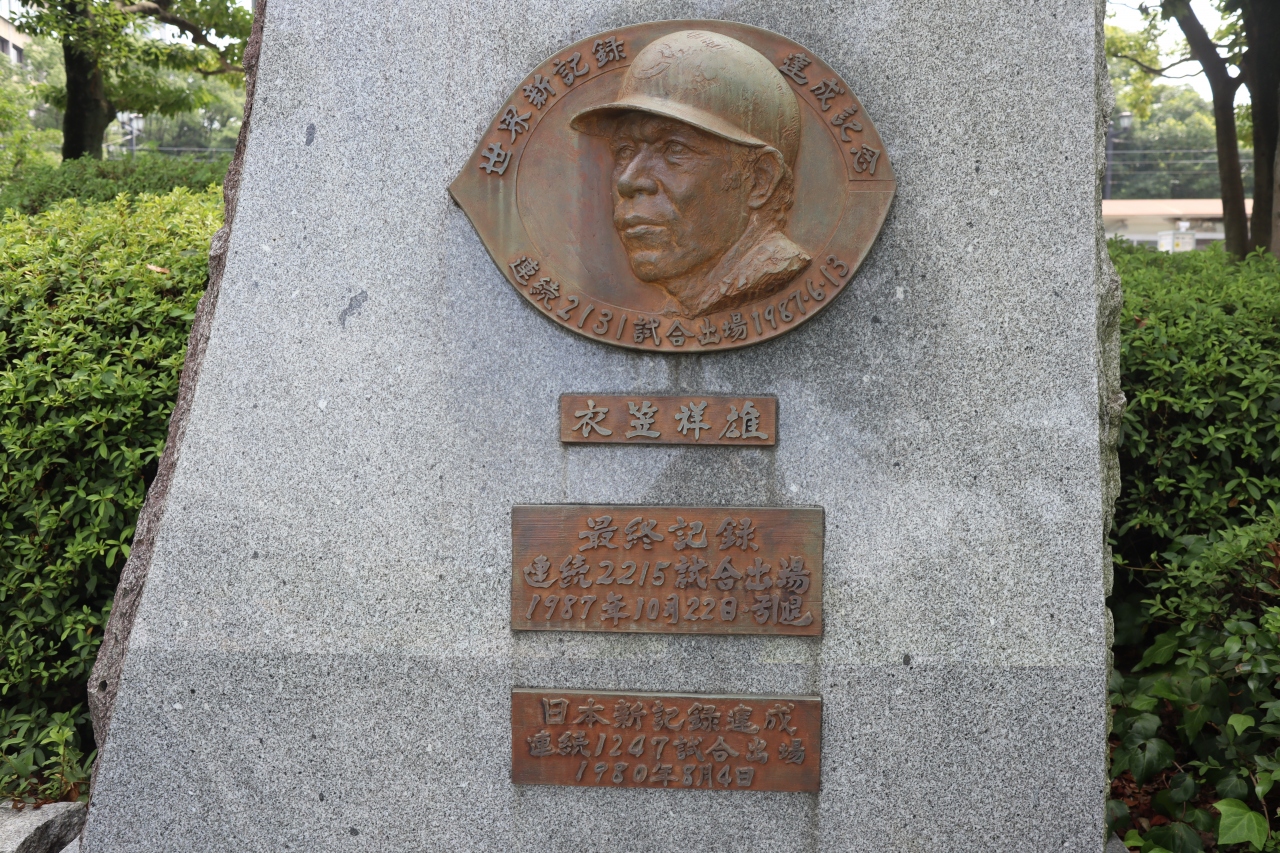 世界新記録 達成記念
連続2131試合出場1987·6·13
衣笠祥雄
最終記録
連続2215試合出場
1987年10月22日·引退
日本新記録達成
連続1247試合出場
1980年8月4日